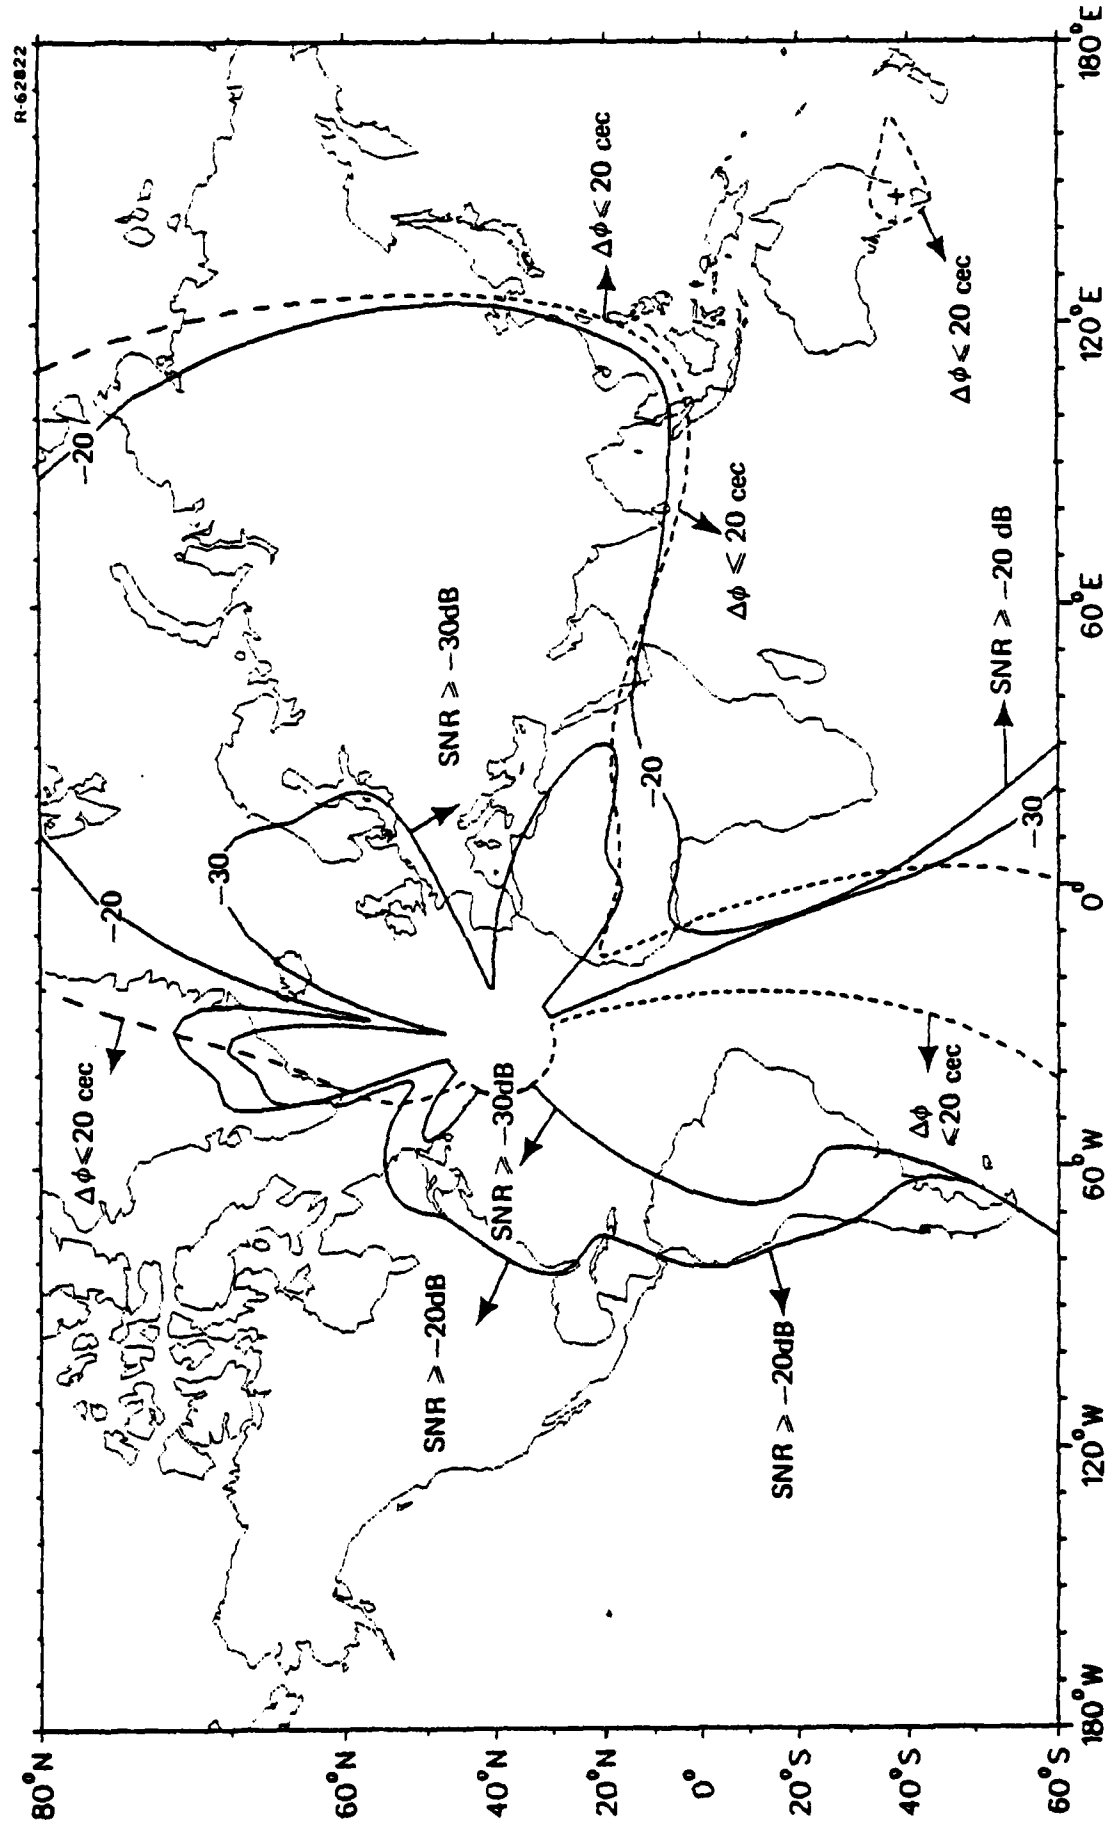 R-62822
80°N
60°N
40°N
20°N
0°
20°S
40°S
60°S
180°W
120°W
60°W
0°
60°E
120°E
180°E
-20
-20
-30
-20
-30
Δφ ⩽ 20 cec
SNR ⩾ -20dB
SNR ⩾ -30dB
SNR ⩾ -30dB
SNR ⩾ -20dB
Δφ
⩽ 20 cec
SNR ⩾ -20 dB
Δφ ⩽ 20 cec
Δφ ⩽ 20 cec
Δφ ⩽ 20 cec